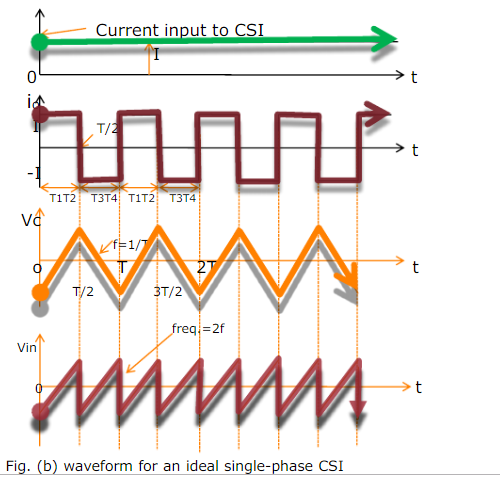 Current input to CSI
I
0
t
io
I
T/2
t
-I
T1T2 T3T4 T1T2 T3T4
Vc
f=1/T
o T 2T t
T/2 3T/2
freq.=2f
Vin
0 t
Fig. (b) waveform for an ideal single-phase CSI